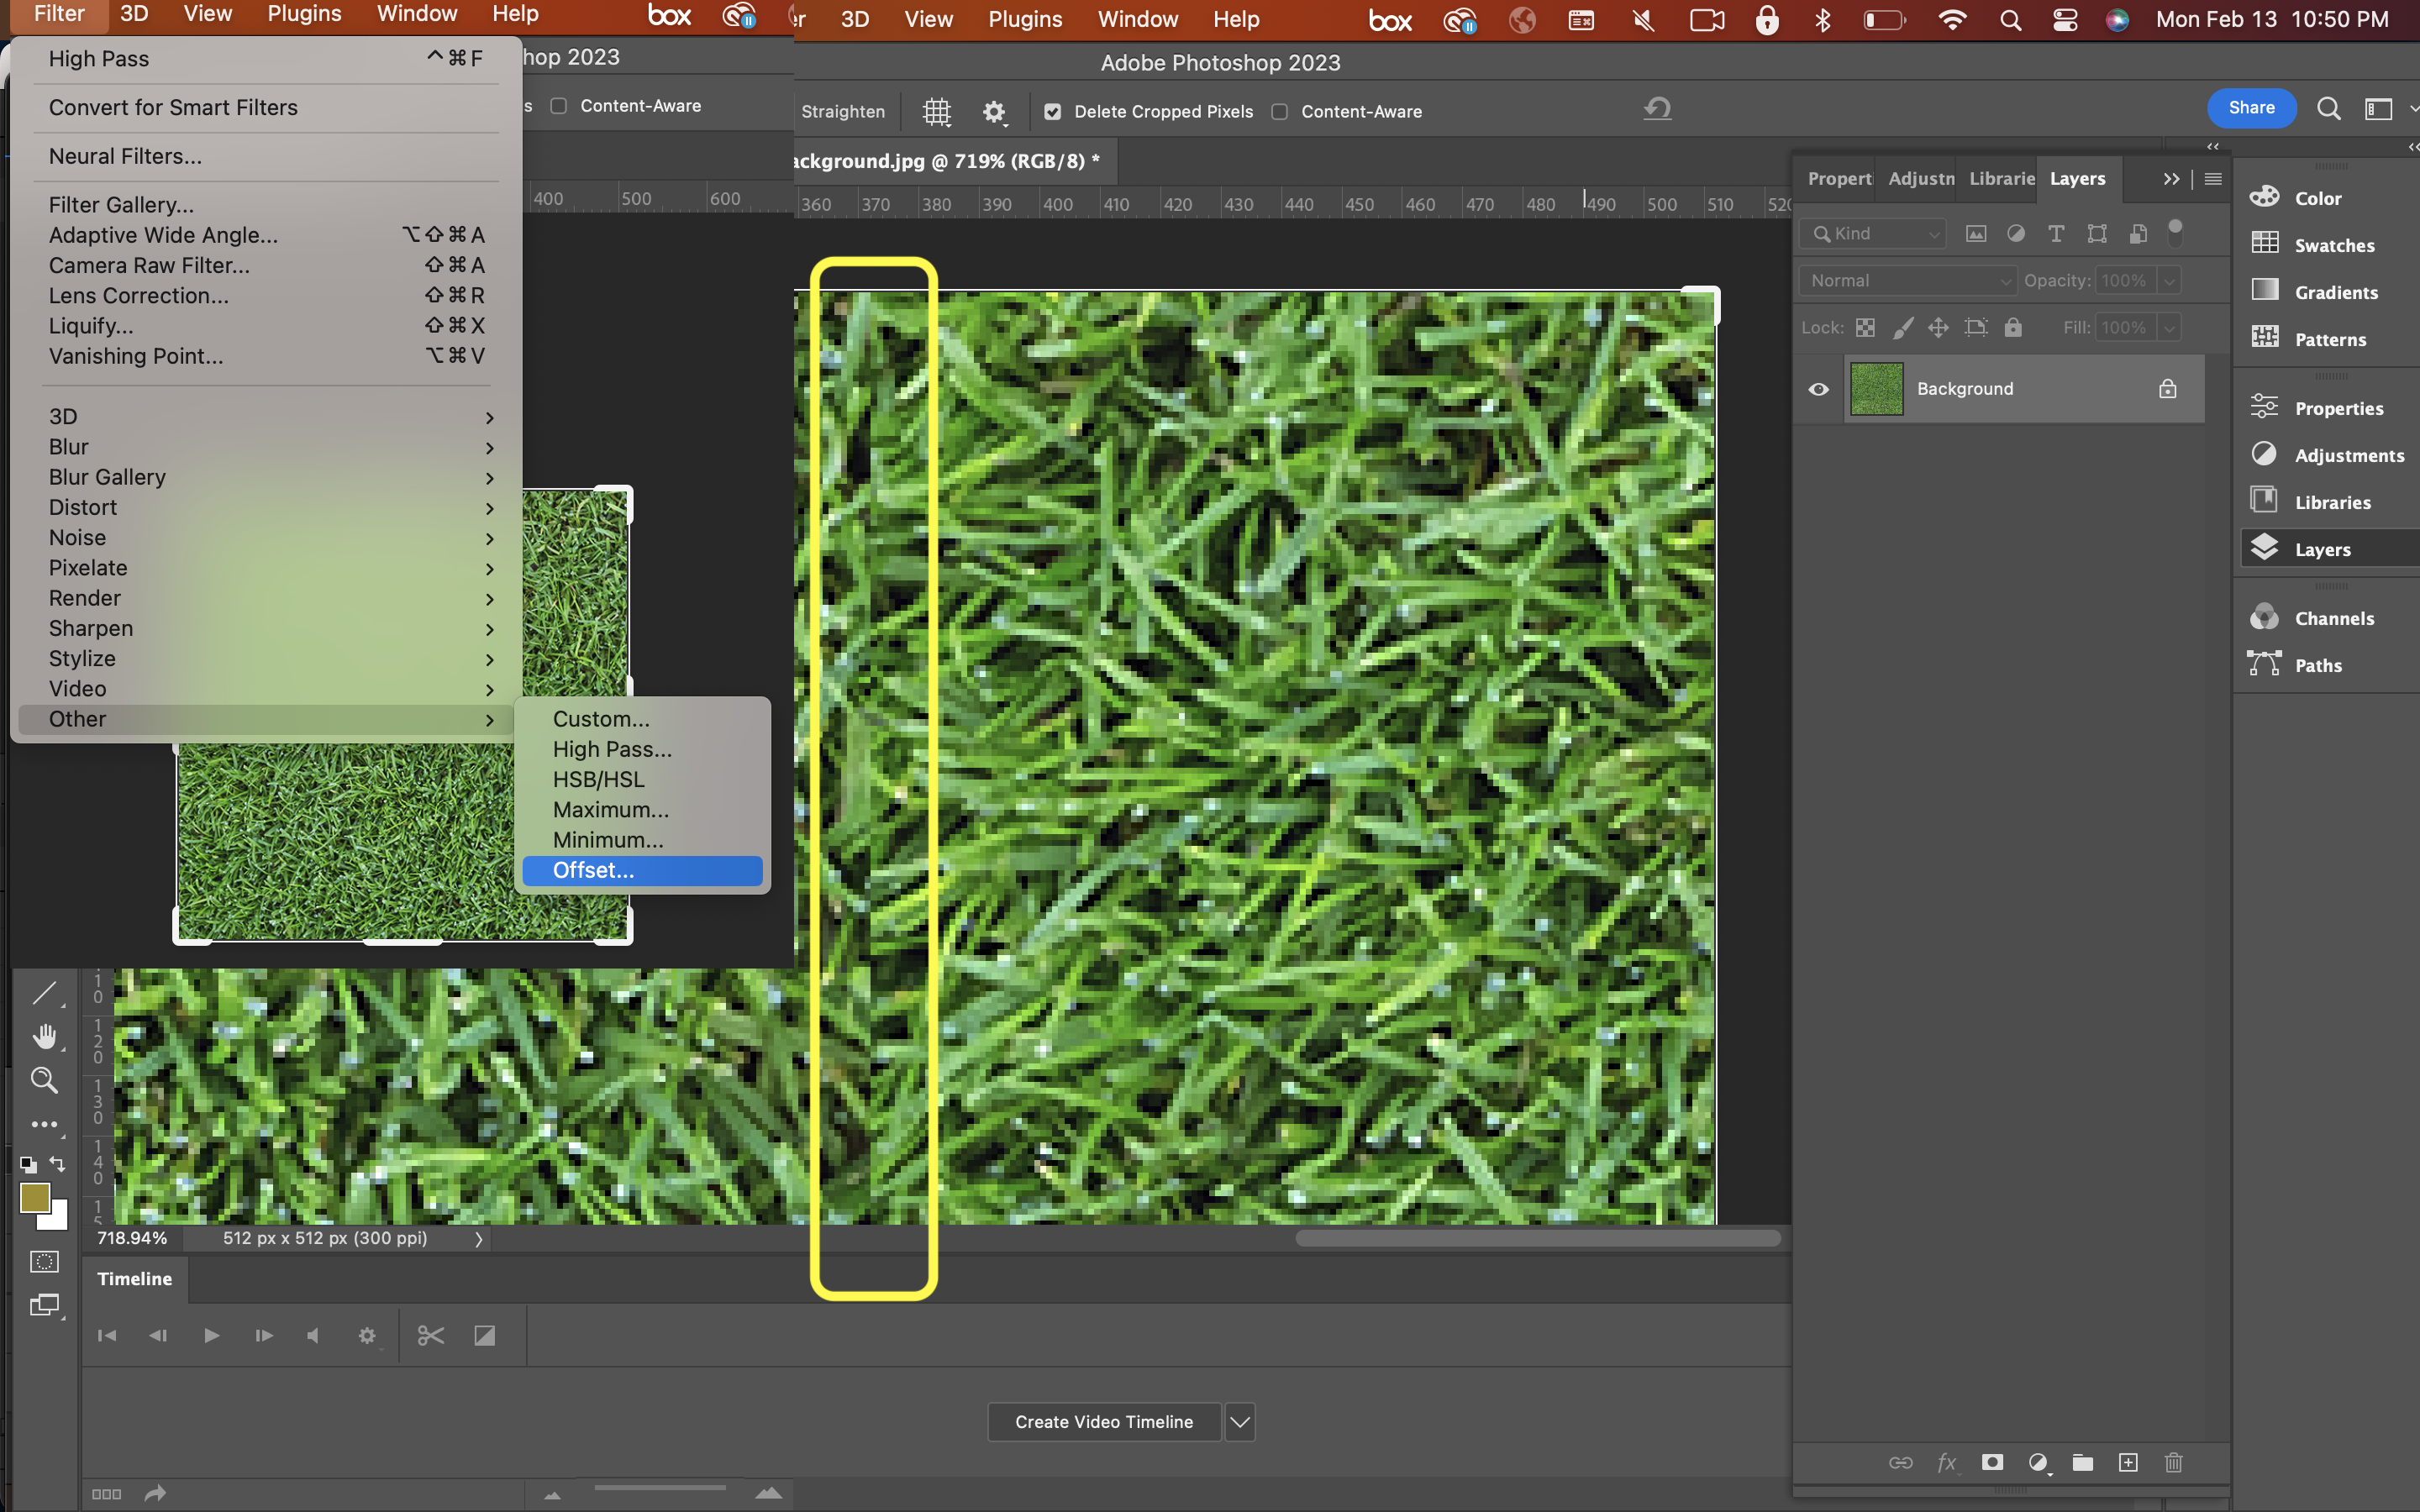 Filter 3D View Plugins Window Help box
3D View Plugins Window Help box Mon Feb 13 10:50 PM
High Pass ^⌘F
Convert for Smart Filters
Neural Filters...
Filter Gallery...
Adaptive Wide Angle... ⌥⇧⌘A
Camera Raw Filter... ⇧⌘A
Lens Correction... ⇧⌘R
Liquify... ⇧⌘X
Vanishing Point... ⌥⌘V
3D
Blur
Blur Gallery
Distort
Noise
Pixelate
Render
Sharpen
Stylize
Video
Other
Custom...
High Pass...
HSB/HSL
Maximum...
Minimum...
Offset...
hop 2023
s Content-Aware
400 500 600
Adobe Photoshop 2023
Straighten Delete Cropped Pixels Content-Aware Share
ackground.jpg @ 719% (RGB/8) *
360 370 380 390 400 410 420 430 440 450 460 470 480 490 500 510 520
Propert Adjustn Librarie Layers
Kind
Normal Opacity: 100%
Lock: Fill: 100%
Background
Color
Swatches
Gradients
Patterns
Properties
Adjustments
Libraries
Layers
Channels
Paths
10
120
130
140
15
718.94% 512 px x 512 px (300 ppi)
Timeline
Create Video Timeline
fx